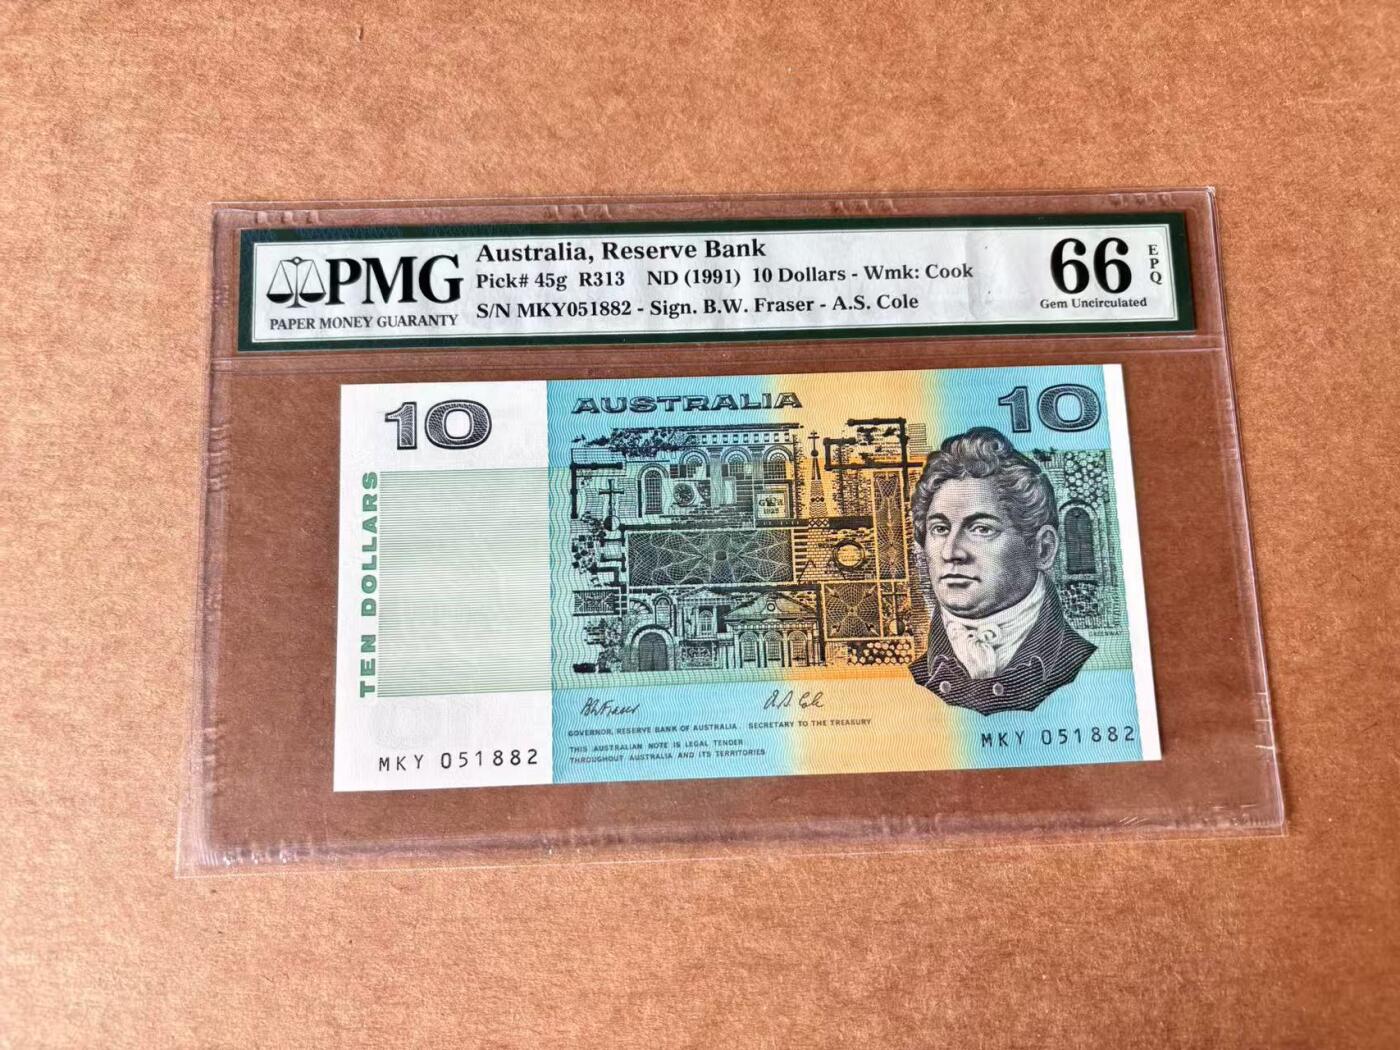 PMG
PAPER MONEY GUARANTY
Australia, Reserve Bank
Pick# 45g R313 ND (1991) 10 Dollars - Wmk: Cook
S/N MKY051882 - Sign. B.W. Fraser - A.S. Cole
66
EPQ
Gem Uncirculated
10
AUSTRALIA
10
TEN DOLLARS
GREENWAY
GOVERNOR, RESERVE BANK OF AUSTRALIA
SECRETARY TO THE TREASURY
THIS AUSTRALIAN NOTE IS LEGAL TENDER
THROUGHOUT AUSTRALIA AND ITS TERRITORIES
MKY 051882
MKY 051882